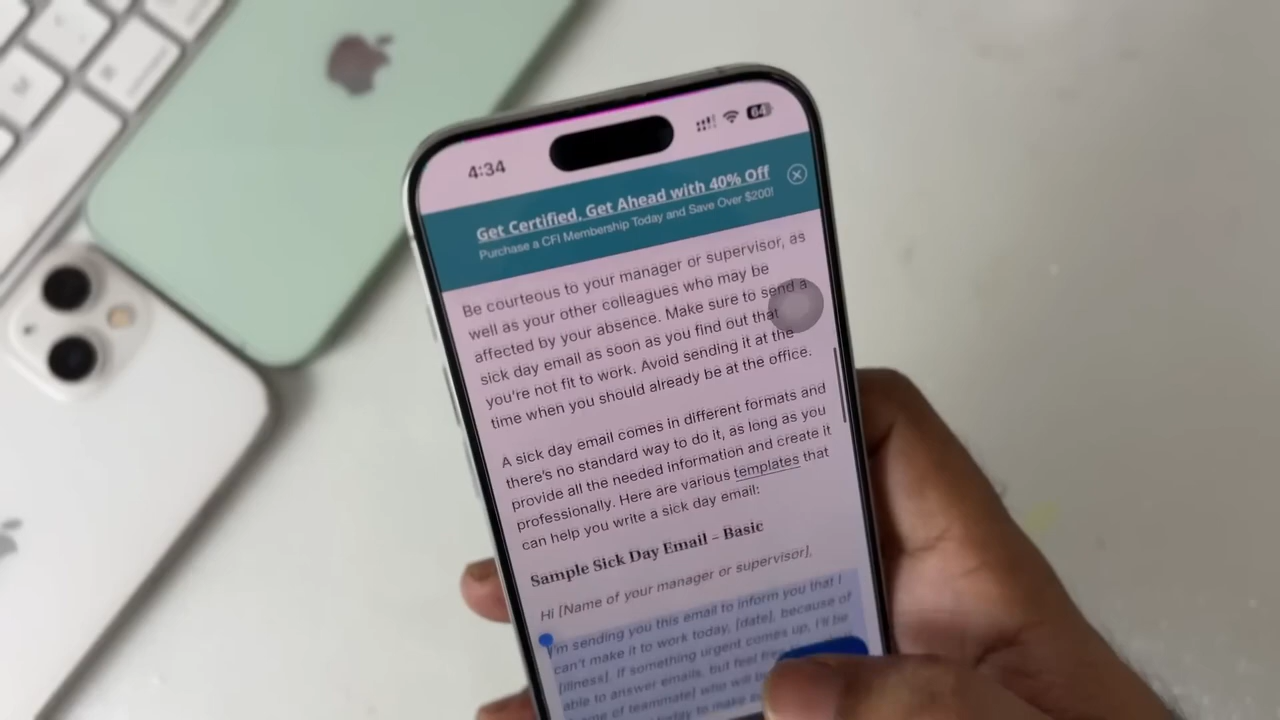 4:34
64
Get Certified, Get Ahead with 40% Off
Purchase a CFI Membership Today and Save Over $200!
Be courteous to your manager or supervisor, as
well as your other colleagues who may be
affected by your absence. Make sure to send a
sick day email as soon as you find out that
you're not fit to work. Avoid sending it at the
time when you should already be at the office.
A sick day email comes in different formats and
there's no standard way to do it, as long as you
provide all the needed information and create it
professionally. Here are various templates that
can help you write a sick day email:
Sample Sick Day Email – Basic
Hi [Name of your manager or supervisor],
I'm sending you this email to inform you that I
can't make it to work today, [date], because of
[illness]. If something urgent comes up, I'll be
able to answer emails, but feel
of teammate] who will
today to make